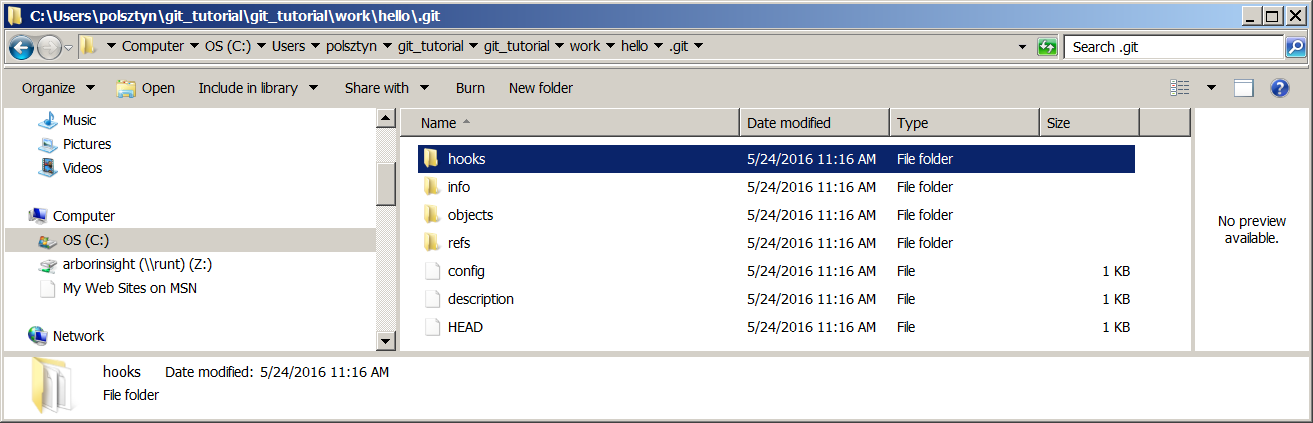 C:\Users\polsztyn\git_tutorial\git_tutorial\work\hello\.git
Computer OS (C:) Users polsztyn git_tutorial git_tutorial work hello .git Search .git
Organize Open Include in library Share with Burn New folder
Music
Pictures
Videos
Computer
OS (C:)
arborinsight (\\runt) (Z:)
My Web Sites on MSN
Network
Name Date modified Type Size
hooks 5/24/2016 11:16 AM File folder
info 5/24/2016 11:16 AM File folder
objects 5/24/2016 11:16 AM File folder
refs 5/24/2016 11:16 AM File folder
config 5/24/2016 11:16 AM File 1 KB
description 5/24/2016 11:16 AM File 1 KB
HEAD 5/24/2016 11:16 AM File 1 KB
No preview
available.
hooks Date modified: 5/24/2016 11:16 AM
File folder